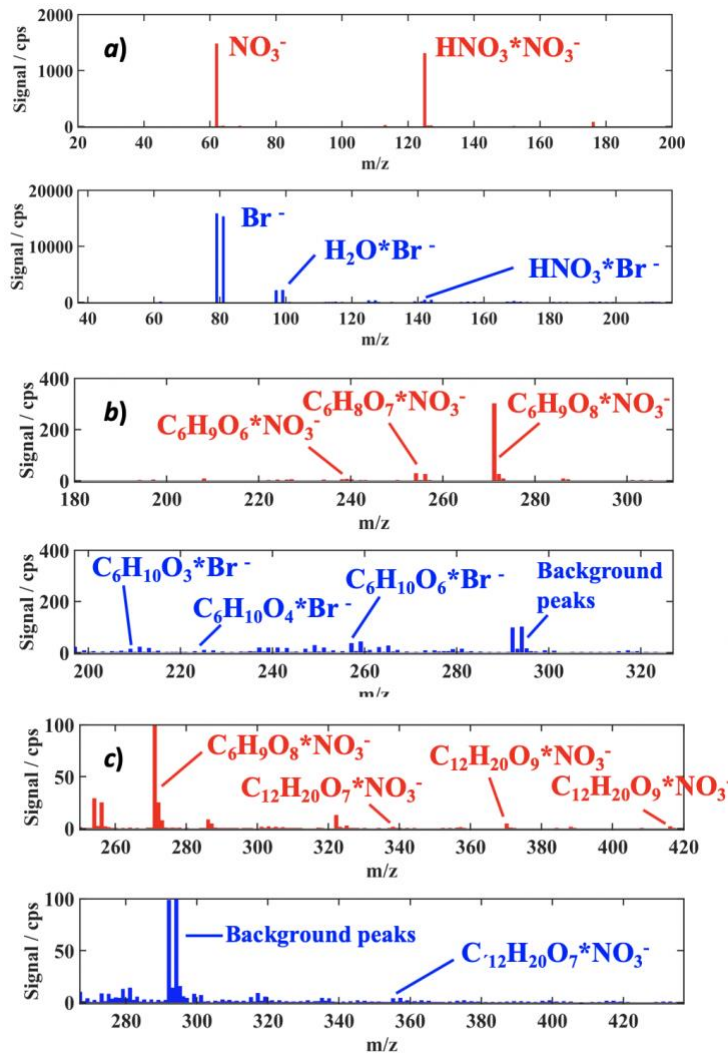 a)
NO₃⁻
HNO₃*NO₃⁻
Signal / cps
2000
1000
0
20 40 60 80 100 120 140 160 180 200
m/z
Br ⁻
H₂O*Br ⁻
HNO₃*Br ⁻
Signal / cps
20000
10000
0
40 60 80 100 120 140 160 180 200
m/z
b)
C₆H₈O₇*NO₃⁻
C₆H₉O₈*NO₃⁻
C₆H₉O₆*NO₃⁻
Signal / cps
400
200
0
180 200 220 240 260 280 300
m/z
C₆H₁₀O₃*Br⁻
C₆H₁₀O₄*Br⁻
C₆H₁₀O₆*Br⁻
Background
peaks
Signal / cps
400
200
0
200 220 240 260 280 300 320
m/z
c)
C₆H₉O₈*NO₃⁻
C₁₂H₂₀O₉*NO₃⁻
C₁₂H₂₀O₇*NO₃⁻
C₁₂H₂₀O₉*NO₃⁻
Signal / cps
100
50
0
260 280 300 320 340 360 380 400 420
m/z
Background peaks
C´₁₂H₂₀O₇*NO₃⁻
Signal / cps
100
50
0
280 300 320 340 360 380 400 420
m/z